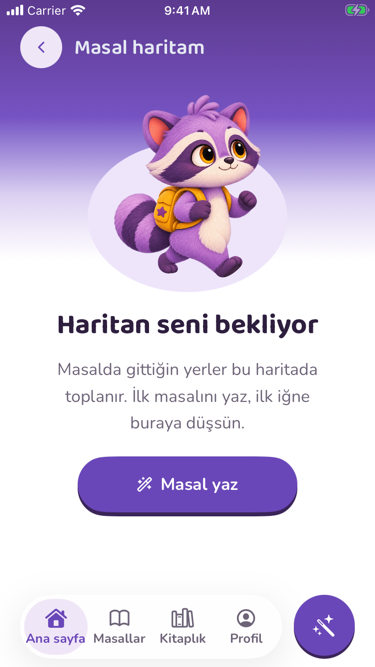 Carrier 9:41 AM
Masal haritam
Haritan seni bekliyor
Masalda gittiğin yerler bu haritada
toplanır. İlk masalını yaz, ilk iğne
buraya düşsün.
Masal yaz
Ana sayfa Masallar Kitaplık Profil